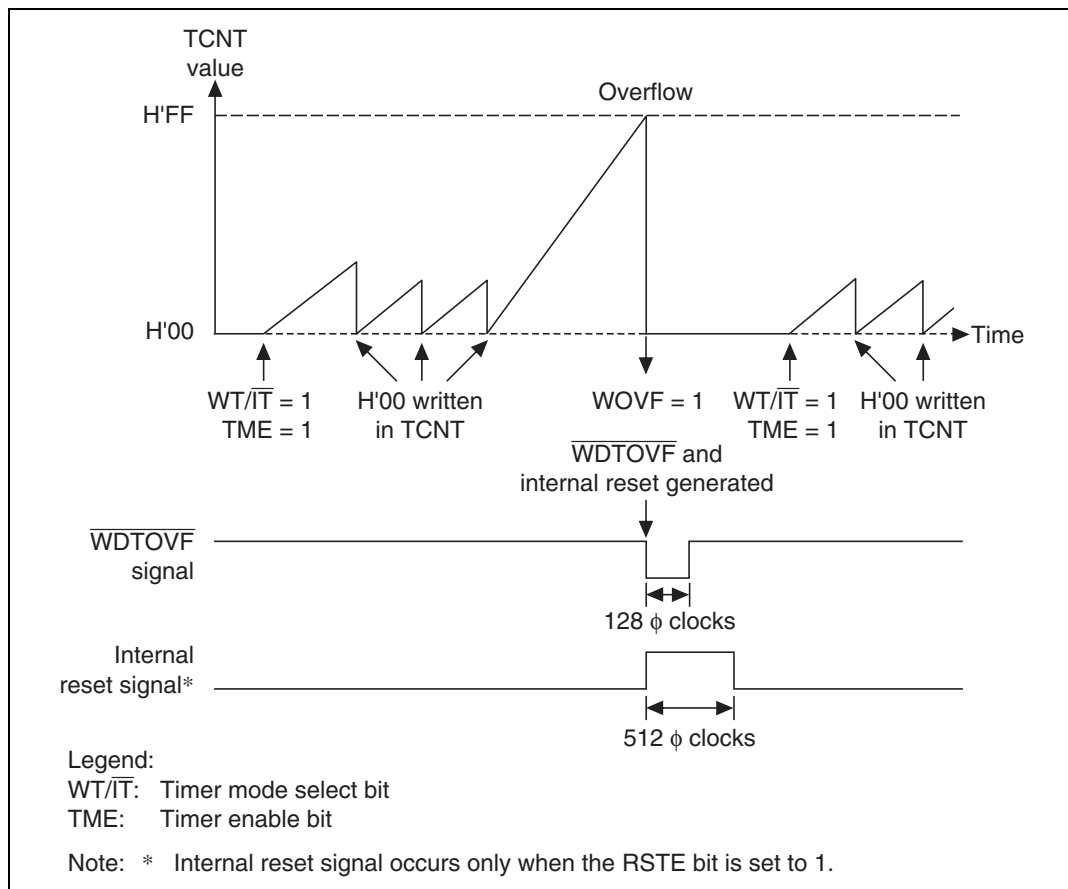 TCNT
value
Overflow
H'FF
H'00
Time
WT/IT = 1
TME = 1
H'00 written
in TCNT
WOVF = 1
WT/IT = 1
TME = 1
H'00 written
in TCNT
WDTOVF and
internal reset generated
WDTOVF
signal
128 ϕ clocks
Internal
reset signal*
512 ϕ clocks
Legend:
WT/IT: Timer mode select bit
TME: Timer enable bit
Note: * Internal reset signal occurs only when the RSTE bit is set to 1.